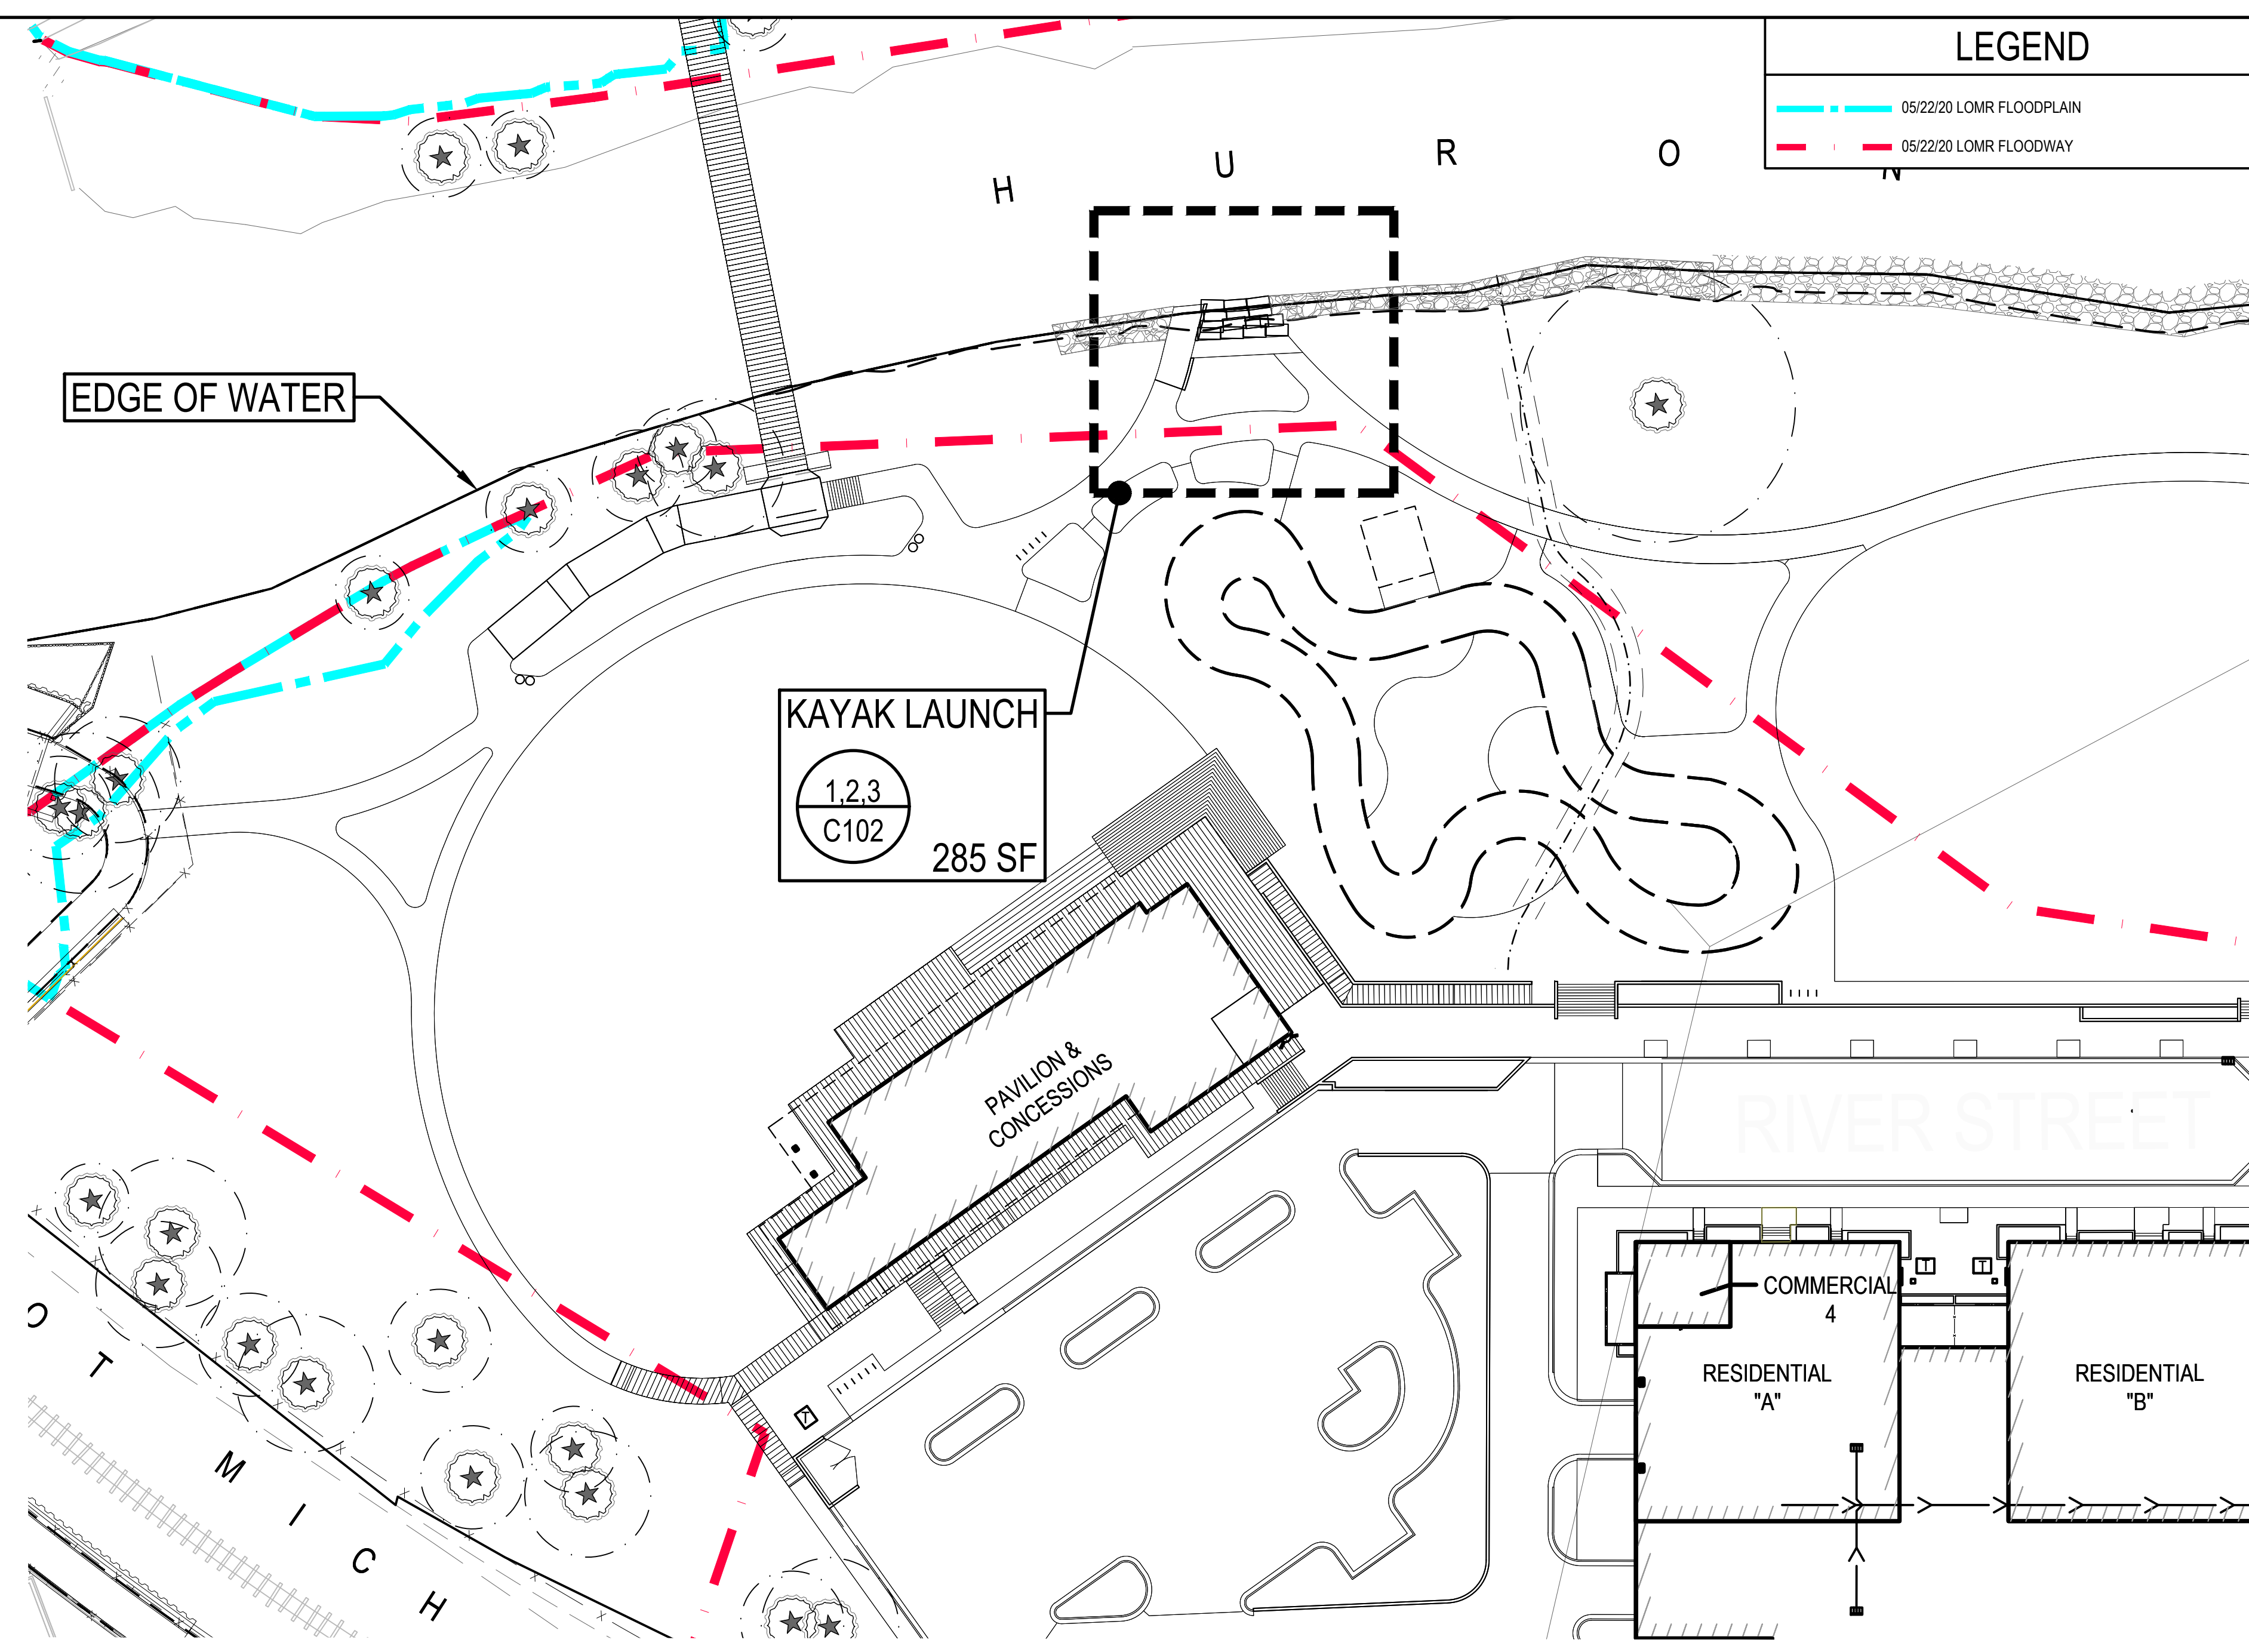 LEGEND
05/22/20 LOMR FLOODPLAIN
05/22/20 LOMR FLOODWAY
H U R O N
EDGE OF WATER
KAYAK LAUNCH
1,2,3
C102
285 SF
PAVILION &
CONCESSIONS
RIVER STREET
T T
COMMERCIAL
4
RESIDENTIAL
"A"
RESIDENTIAL
"B"
T
O T
M I C H